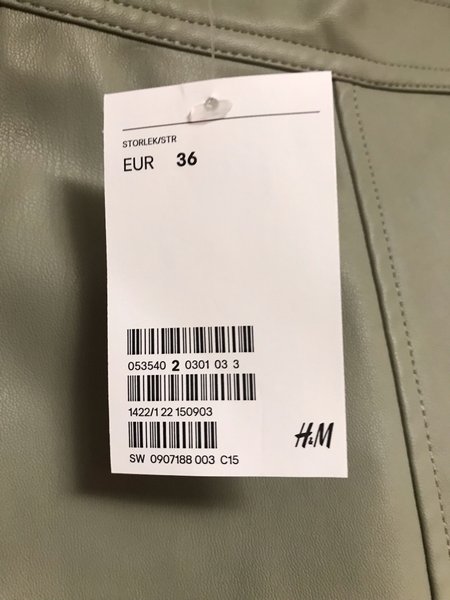 STORLEK/STR
EUR 36
053540 2 0301 03 3
1422/1 22 150903
H&M
SW 0907188 003 C15